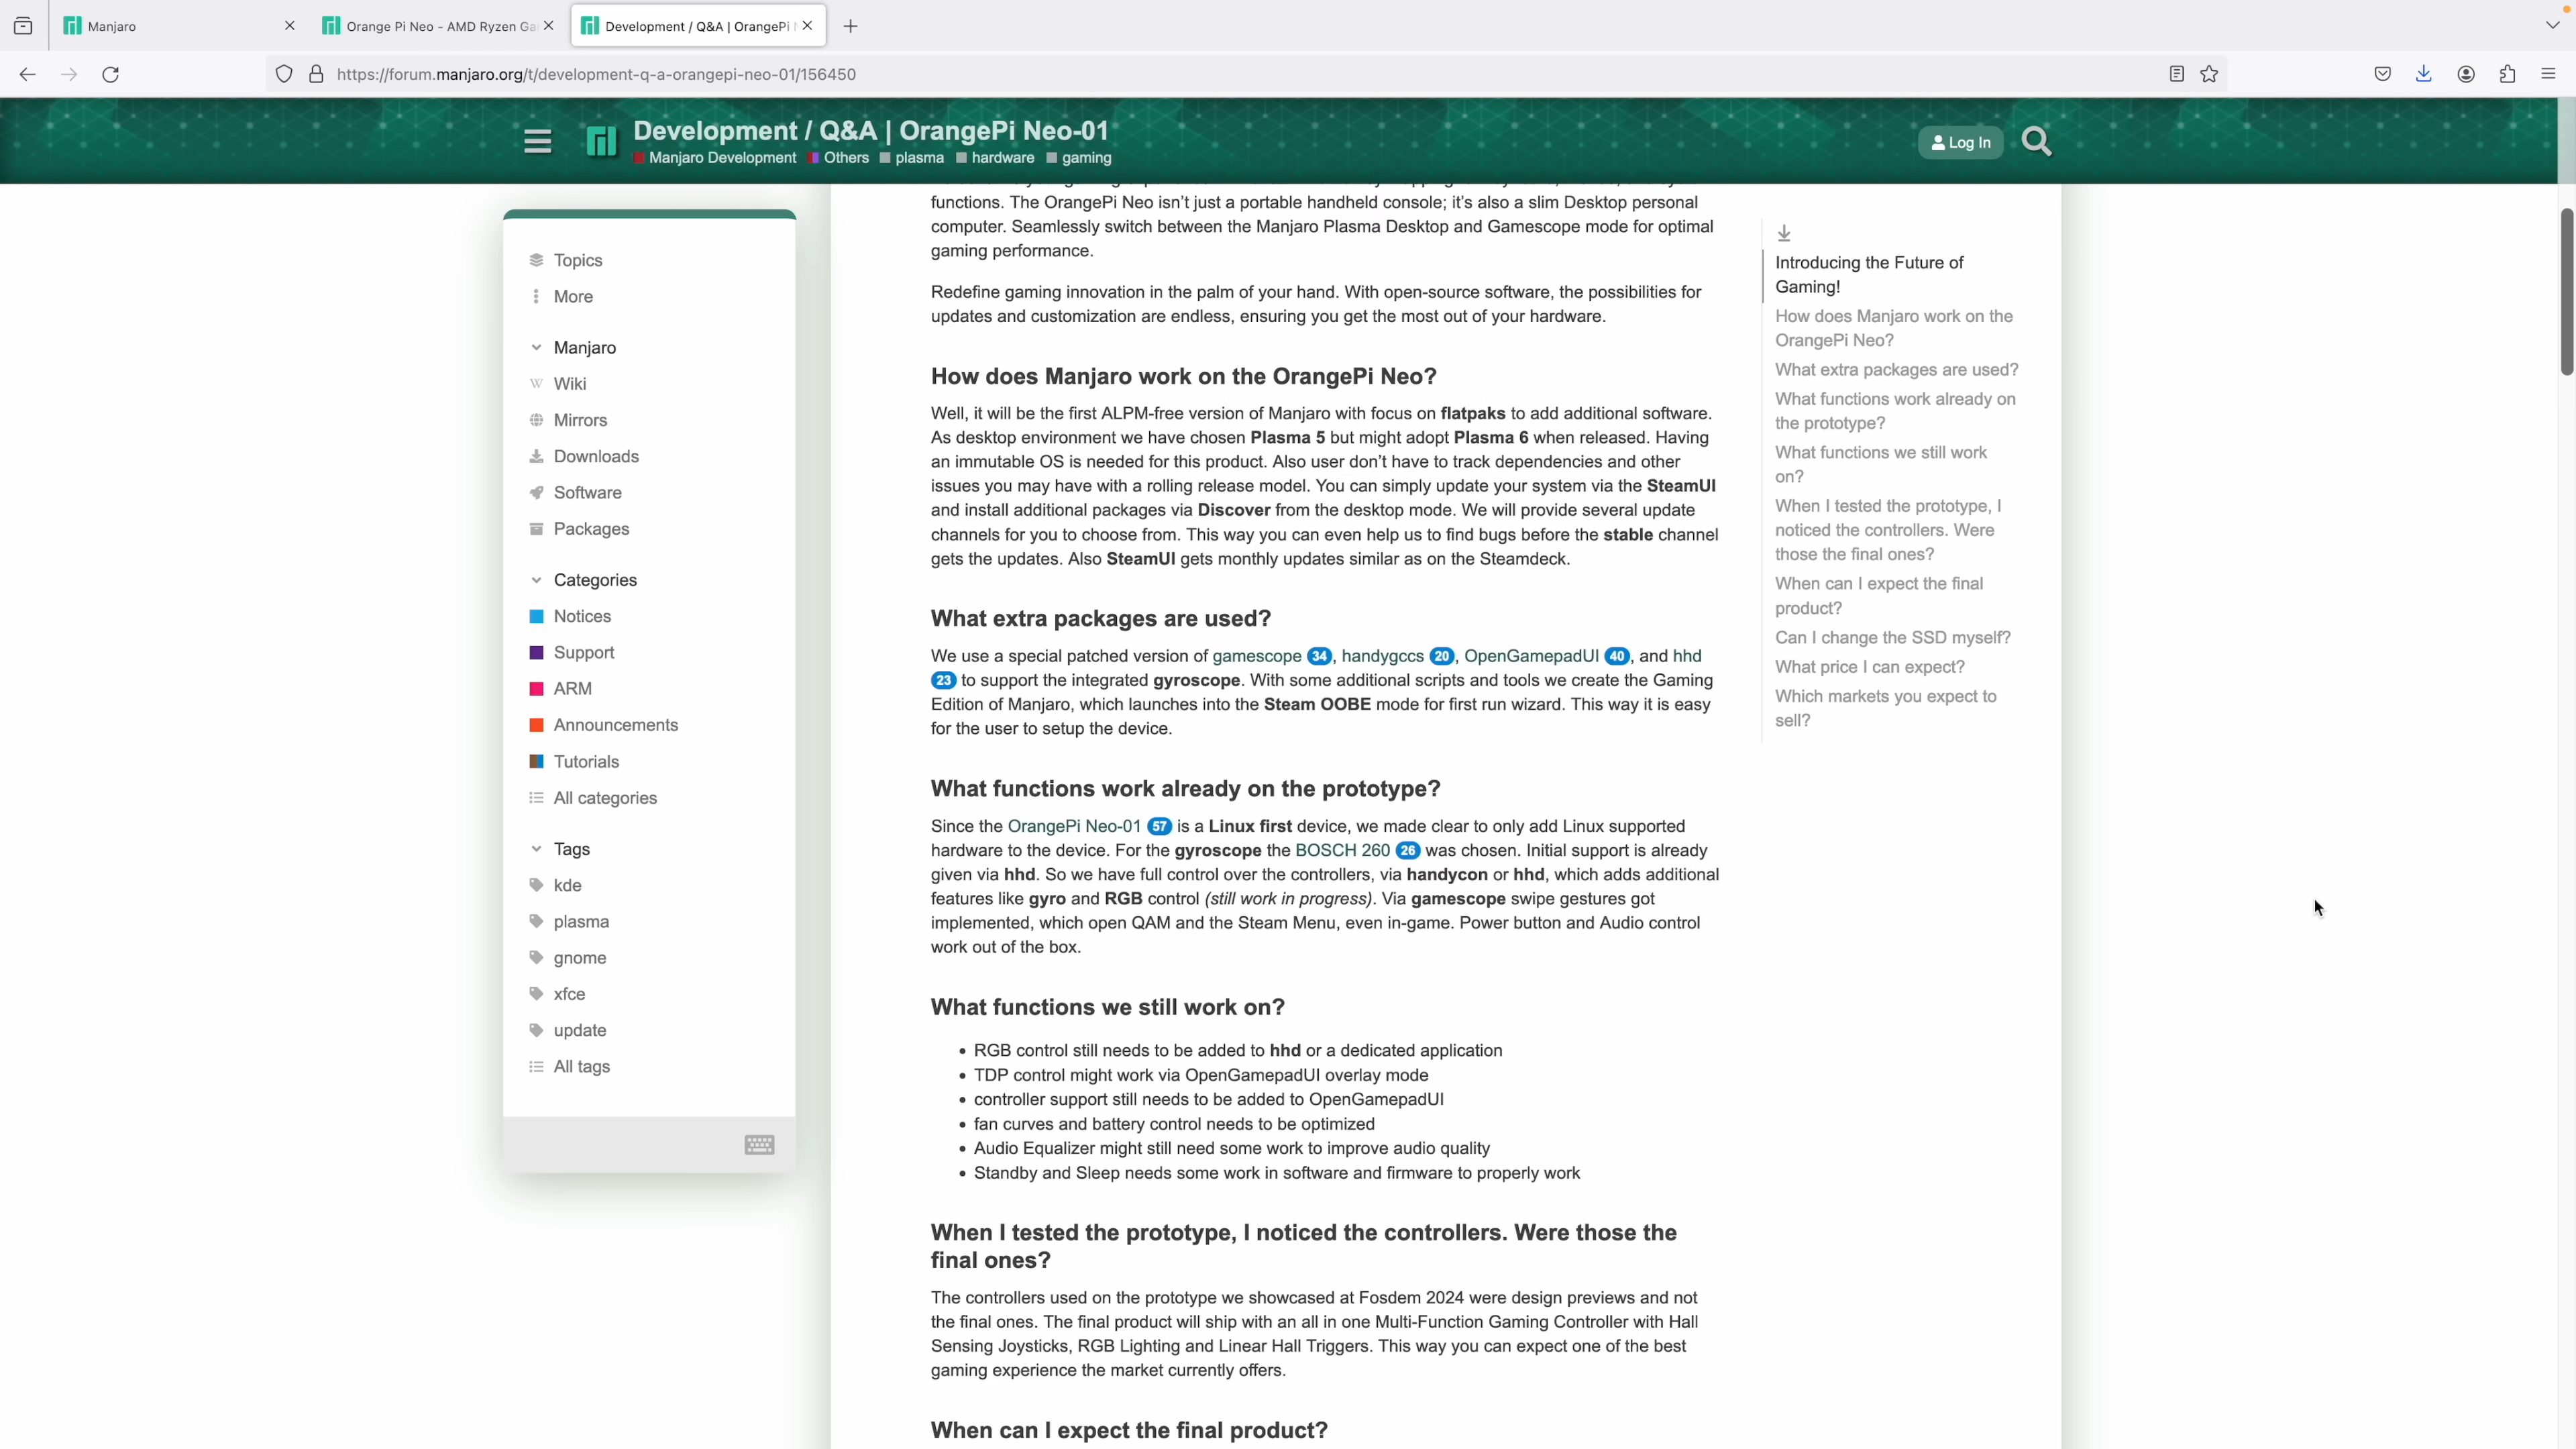 Manjaro
Orange Pi Neo - AMD Ryzen Ga
Development / Q&A | OrangePi
https://forum.manjaro.org/t/development-q-a-orangepi-neo-01/156450
Development / Q&A | OrangePi Neo-01
Manjaro Development Others plasma hardware gaming
Log In
Topics
More
Manjaro
Wiki
Mirrors
Downloads
Software
Packages
Categories
Notices
Support
ARM
Announcements
Tutorials
All categories
Tags
kde
plasma
gnome
xfce
update
All tags
functions. The OrangePi Neo isn't just a portable handheld console; it's also a slim Desktop personal
computer. Seamlessly switch between the Manjaro Plasma Desktop and Gamescope mode for optimal
gaming performance.
Redefine gaming innovation in the palm of your hand. With open-source software, the possibilities for
updates and customization are endless, ensuring you get the most out of your hardware.
How does Manjaro work on the OrangePi Neo?
Well, it will be the first ALPM-free version of Manjaro with focus on flatpaks to add additional software.
As desktop environment we have chosen Plasma 5 but might adopt Plasma 6 when released. Having
an immutable OS is needed for this product. Also user don't have to track dependencies and other
issues you may have with a rolling release model. You can simply update your system via the SteamUI
and install additional packages via Discover from the desktop mode. We will provide several update
channels for you to choose from. This way you can even help us to find bugs before the stable channel
gets the updates. Also SteamUI gets monthly updates similar as on the Steamdeck.
What extra packages are used?
We use a special patched version of gamescope 34, handygccs 20, OpenGamepadUI 40, and hhd
23 to support the integrated gyroscope. With some additional scripts and tools we create the Gaming
Edition of Manjaro, which launches into the Steam OOBE mode for first run wizard. This way it is easy
for the user to setup the device.
What functions work already on the prototype?
Since the OrangePi Neo-01 57 is a Linux first device, we made clear to only add Linux supported
hardware to the device. For the gyroscope the BOSCH 260 26 was chosen. Initial support is already
given via hhd. So we have full control over the controllers, via handycon or hhd, which adds additional
features like gyro and RGB control (still work in progress). Via gamescope swipe gestures got
implemented, which open QAM and the Steam Menu, even in-game. Power button and Audio control
work out of the box.
What functions we still work on?
• RGB control still needs to be added to hhd or a dedicated application
• TDP control might work via OpenGamepadUI overlay mode
• controller support still needs to be added to OpenGamepadUI
• fan curves and battery control needs to be optimized
• Audio Equalizer might still need some work to improve audio quality
• Standby and Sleep needs some work in software and firmware to properly work
When I tested the prototype, I noticed the controllers. Were those the
final ones?
The controllers used on the prototype we showcased at Fosdem 2024 were design previews and not
the final ones. The final product will ship with an all in one Multi-Function Gaming Controller with Hall
Sensing Joysticks, RGB Lighting and Linear Hall Triggers. This way you can expect one of the best
gaming experience the market currently offers.
When can I expect the final product?
Introducing the Future of
Gaming!
How does Manjaro work on the
OrangePi Neo?
What extra packages are used?
What functions work already on
the prototype?
What functions we still work
on?
When I tested the prototype, I
noticed the controllers. Were
those the final ones?
When can I expect the final
product?
Can I change the SSD myself?
What price I can expect?
Which markets you expect to
sell?